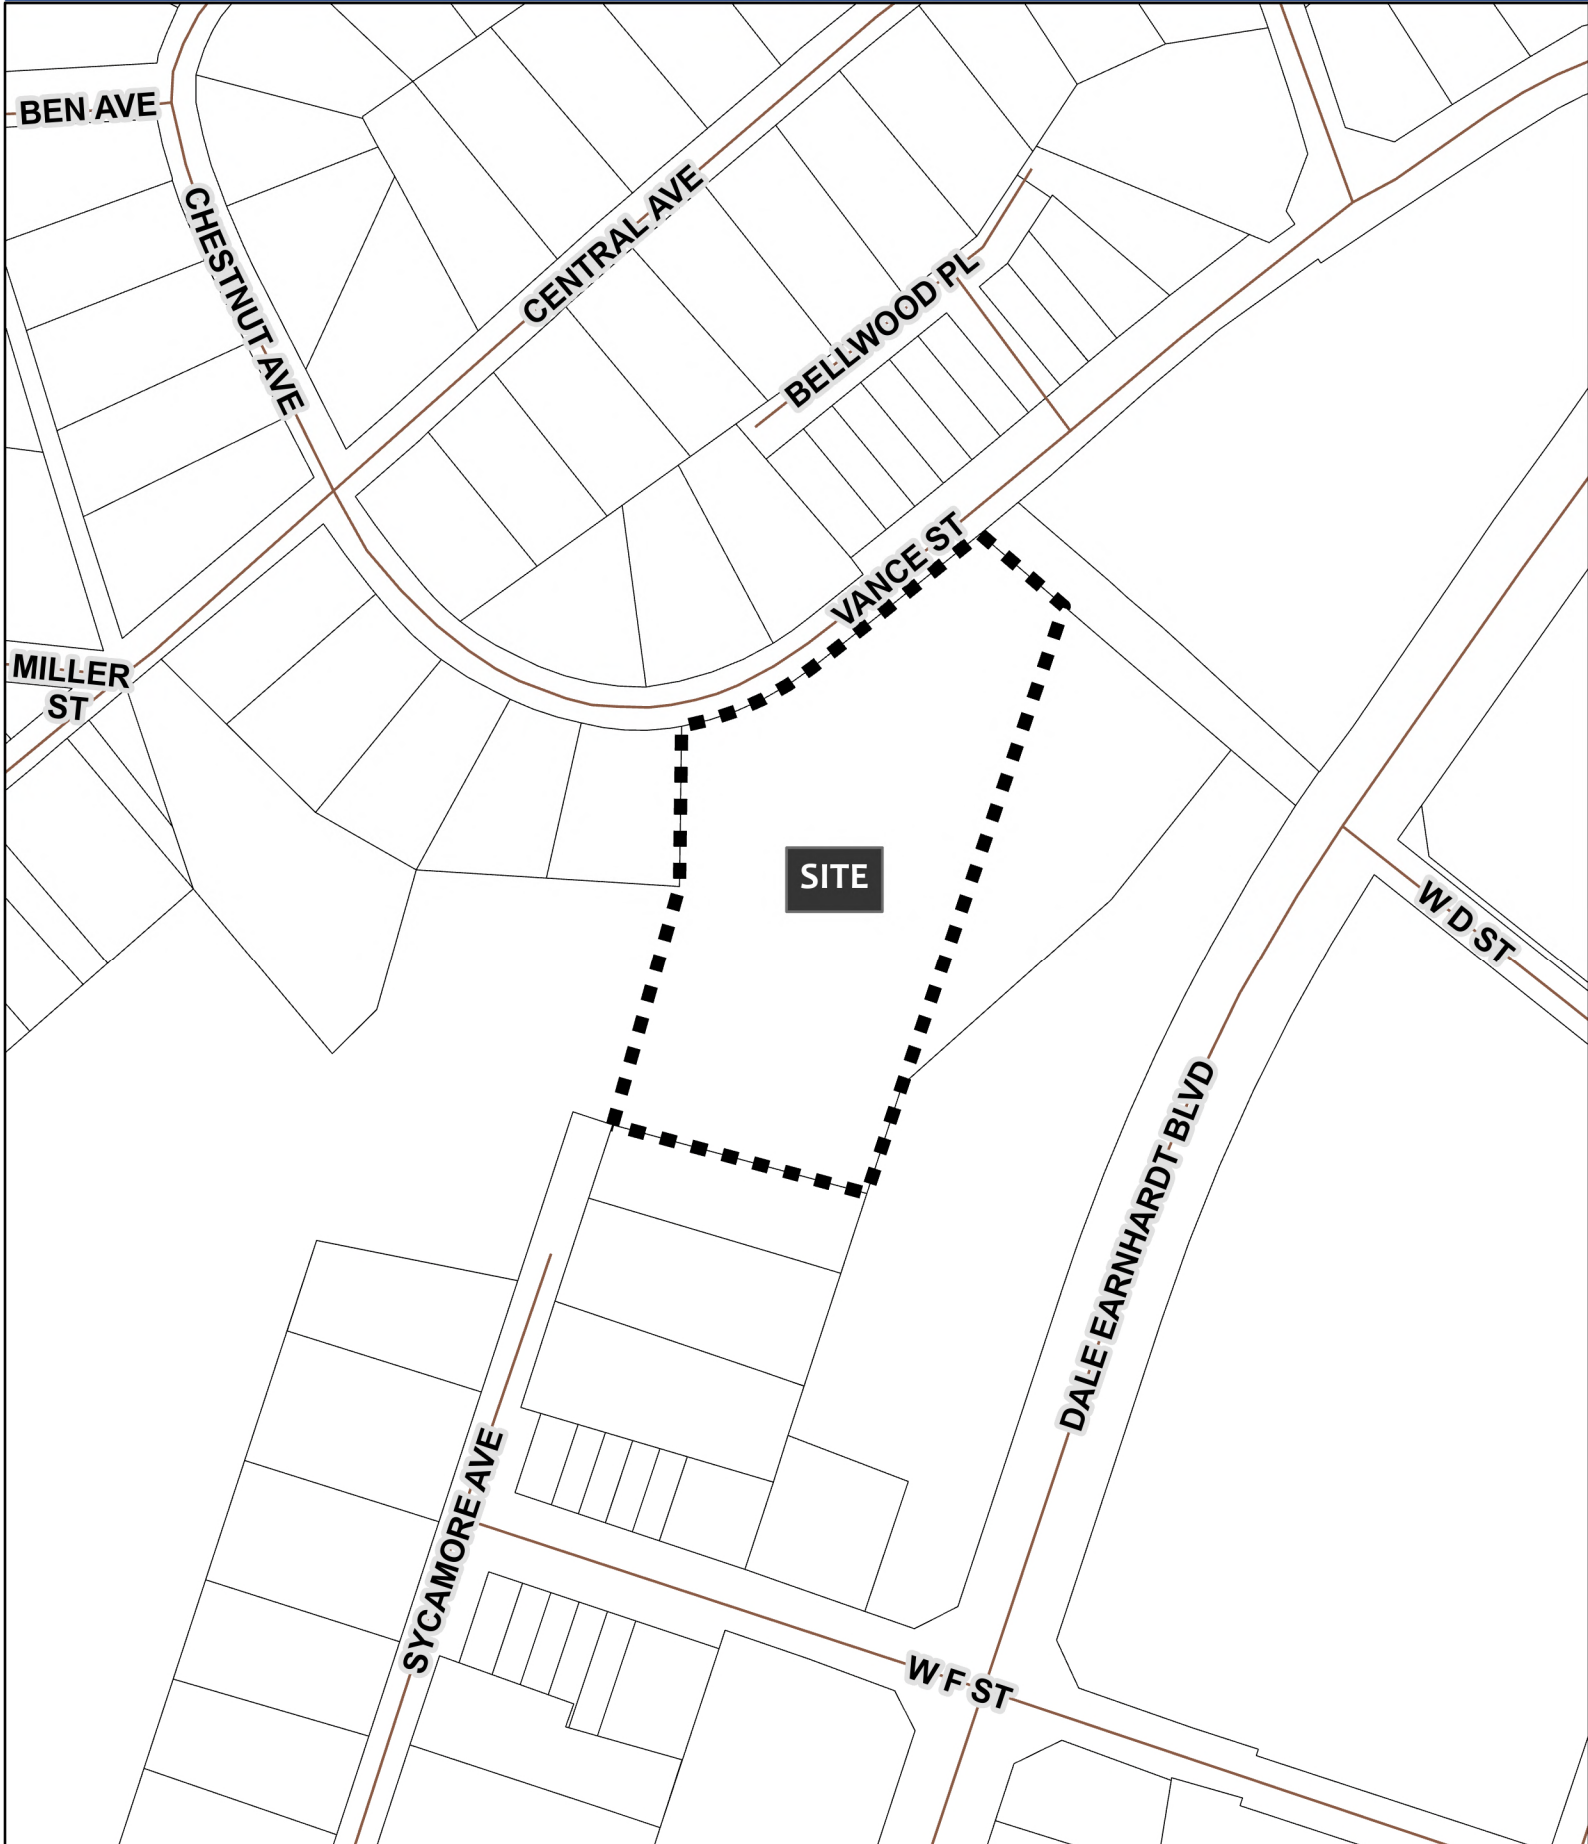 BEN AVE
CHESTNUT AVE
CENTRAL AVE
BELLWOOD PL
VANCE ST
MILLER
ST
SITE
W D ST
DALE EARNHARDT BLVD
SYCAMORE AVE
W F ST